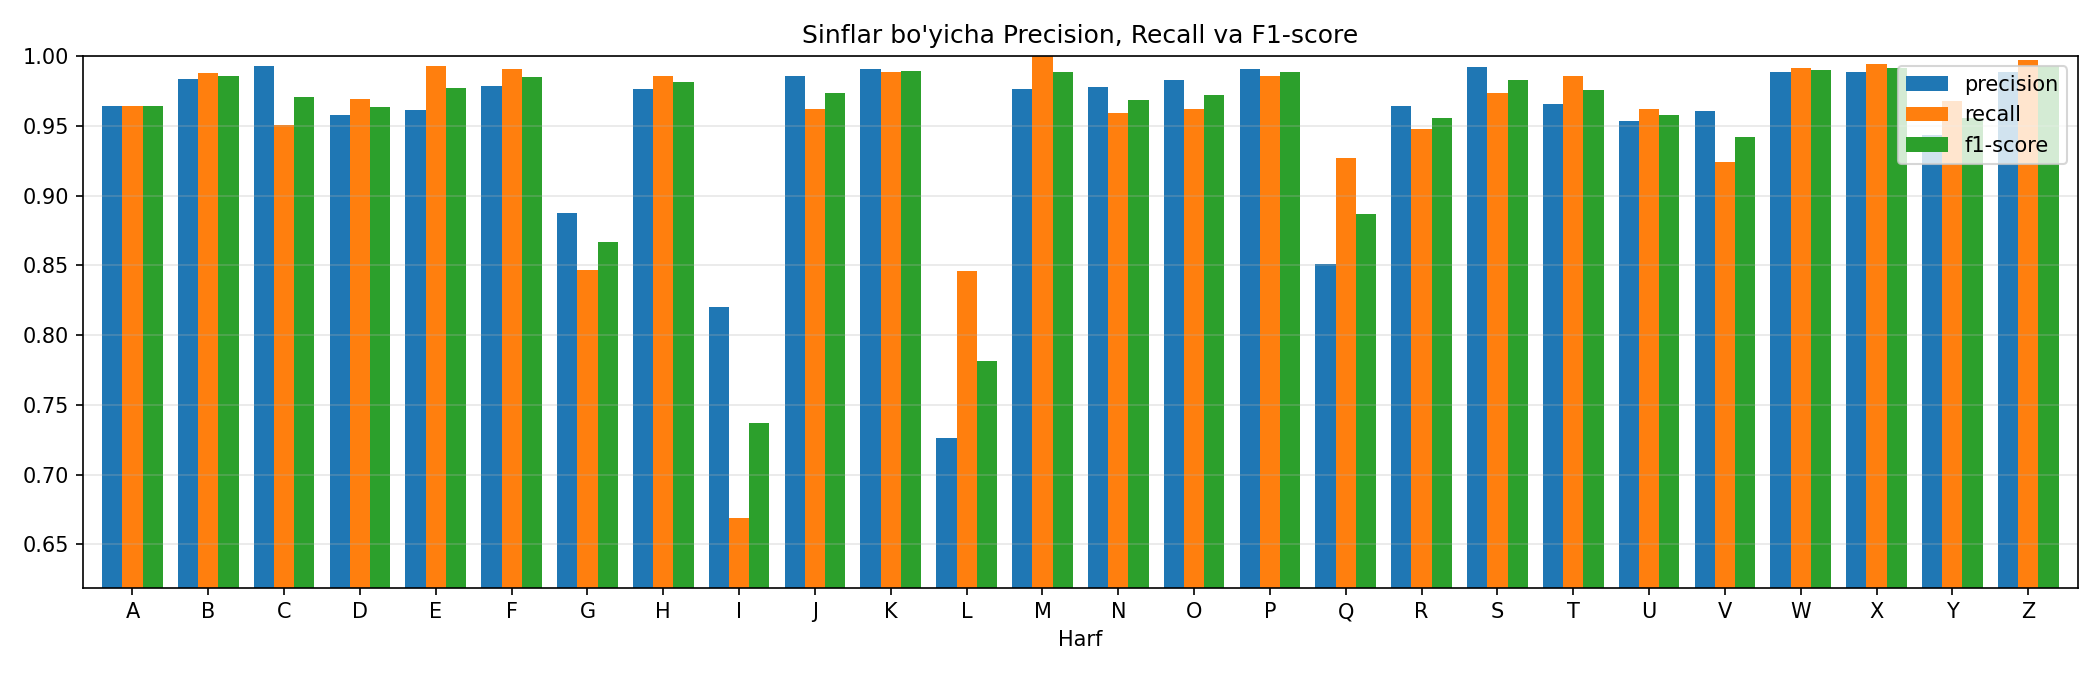 Sinflar bo'yicha Precision, Recall va F1-score
1.00
0.95
0.90
0.85
0.80
0.75
0.70
0.65
precision
recall
f1-score
A B C D E F G H I J K L M N O P Q R S T U V W X Y Z
Harf